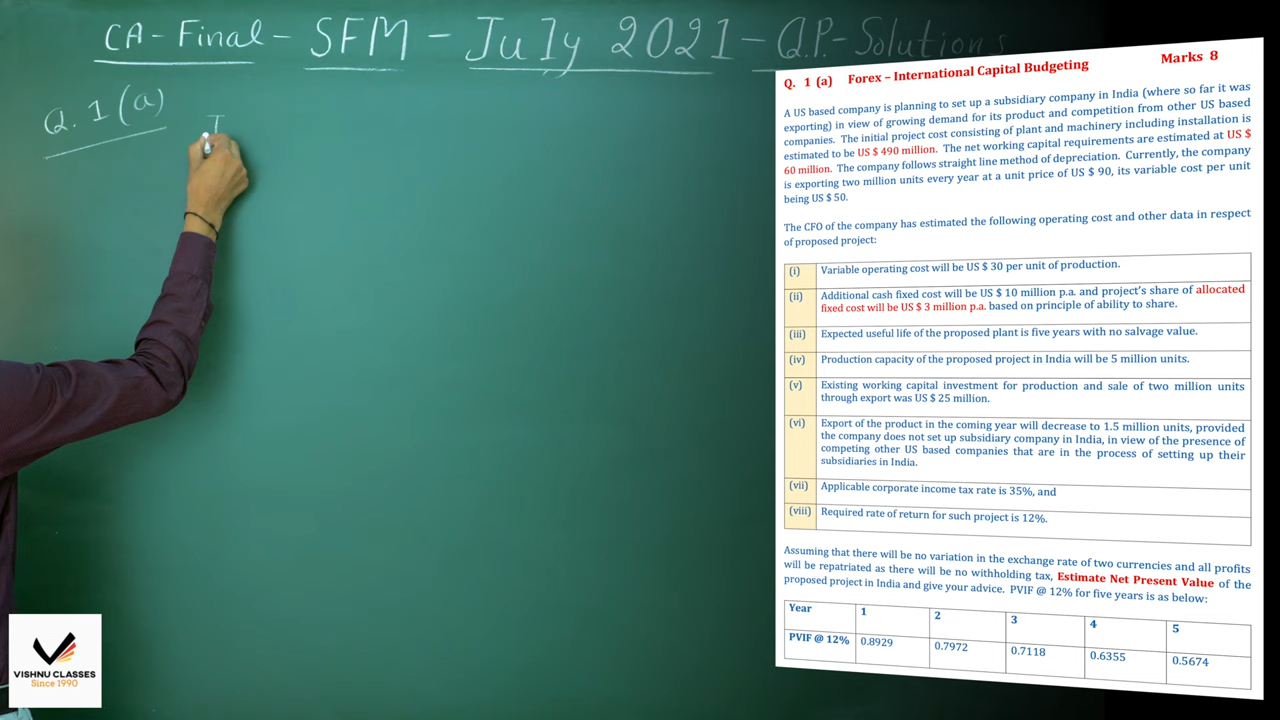 CA-Final - SFM - July 2021 - Q.P.-Solutions
Q. 1 (a)
I
Q. 1 (a) Forex – International Capital Budgeting Marks 8
A US based company is planning to set up a subsidiary company in India (where so far it was
exporting) in view of growing demand for its product and competition from other US based
companies. The initial project cost consisting of plant and machinery including installation is
estimated to be US $ 490 million. The net working capital requirements are estimated at US $
60 million. The company follows straight line method of depreciation. Currently, the company
is exporting two million units every year at a unit price of US $ 90, its variable cost per unit
being US $ 50.
The CFO of the company has estimated the following operating cost and other data in respect
of proposed project:
(i) Variable operating cost will be US $ 30 per unit of production.
(ii) Additional cash fixed cost will be US $ 10 million p.a. and project's share of allocated
fixed cost will be US $ 3 million p.a. based on principle of ability to share.
(iii) Expected useful life of the proposed plant is five years with no salvage value.
(iv) Production capacity of the proposed project in India will be 5 million units.
(v) Existing working capital investment for production and sale of two million units
through export was US $ 25 million.
(vi) Export of the product in the coming year will decrease to 1.5 million units, provided
the company does not set up subsidiary company in India, in view of the presence of
competing other US based companies that are in the process of setting up their
subsidiaries in India.
(vii) Applicable corporate income tax rate is 35%, and
(viii) Required rate of return for such project is 12%.
Assuming that there will be no variation in the exchange rate of two currencies and all profits
will be repatriated as there will be no withholding tax, Estimate Net Present Value of the
proposed project in India and give your advice. PVIF @ 12% for five years is as below:
Year 1 2 3 4 5
PVIF @ 12% 0.8929 0.7972 0.7118 0.6355 0.5674
VISHNU CLASSES
Since 1990